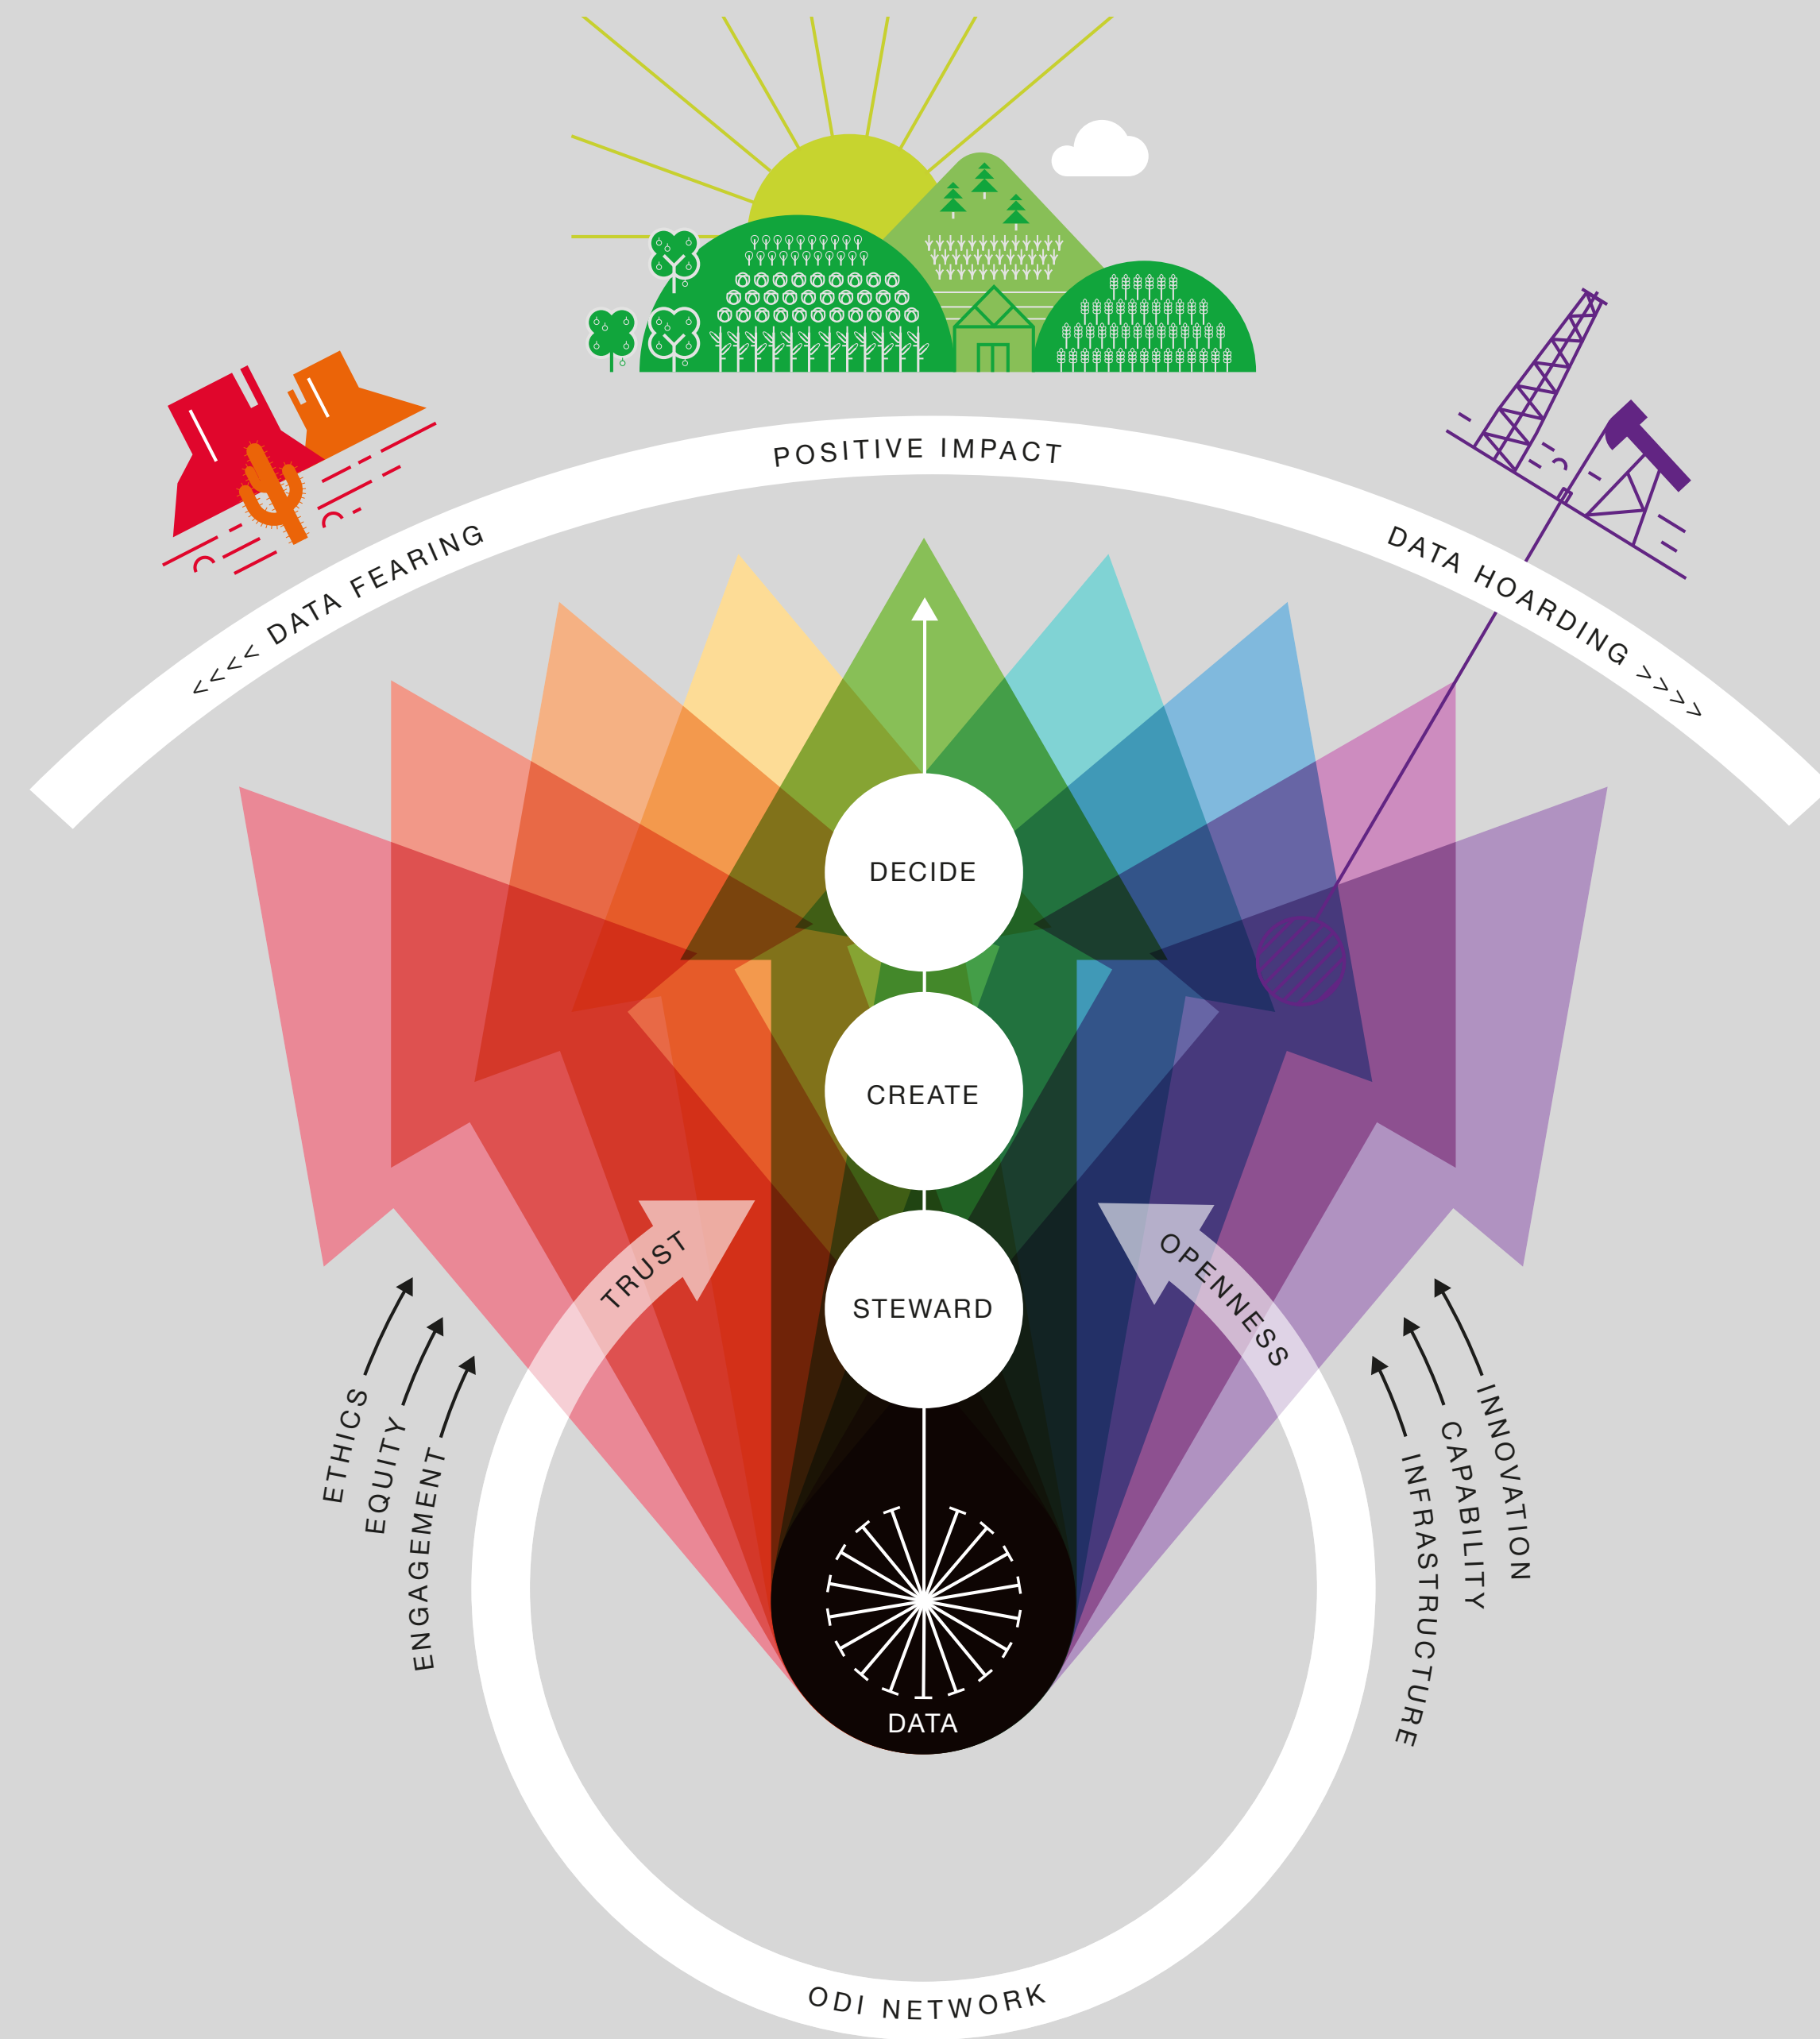 POSITIVE IMPACT
<<<< DATA FEARING
DATA HOARDING >>>>
DECIDE
CREATE
STEWARD
TRUST
OPENNESS
ETHICS
EQUITY
ENGAGEMENT
INNOVATION
CAPABILITY
INFRASTRUCTURE
DATA
ODI NETWORK